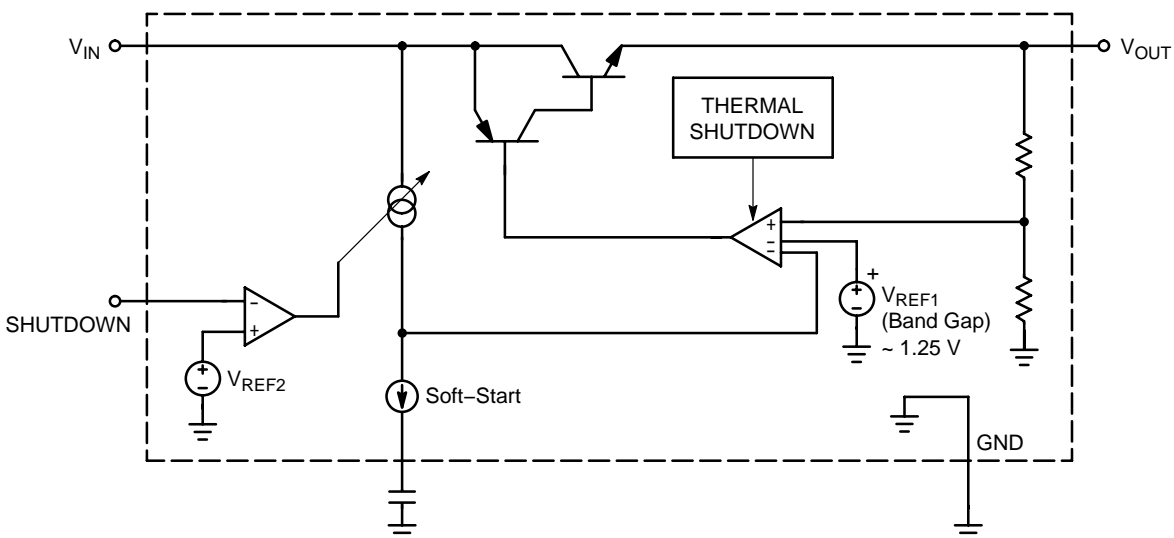 V_IN
V_OUT
THERMAL
SHUTDOWN
+
−
−
+
+
−
V_REF1
(Band Gap)
~ 1.25 V
SHUTDOWN
−
+
+
−
V_REF2
Soft−Start
GND